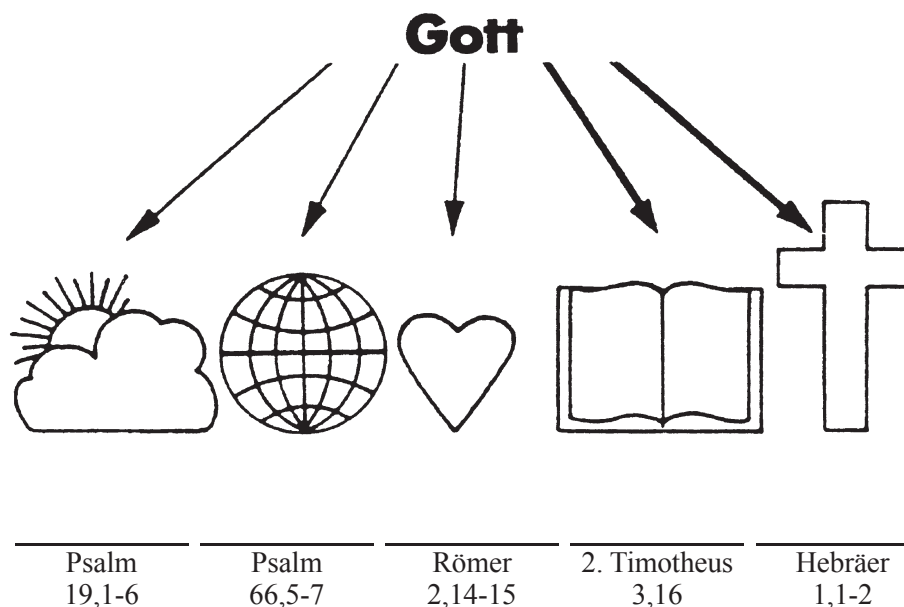 Gott
Psalm Psalm Römer 2. Timotheus Hebräer
19,1-6 66,5-7 2,14-15 3,16 1,1-2